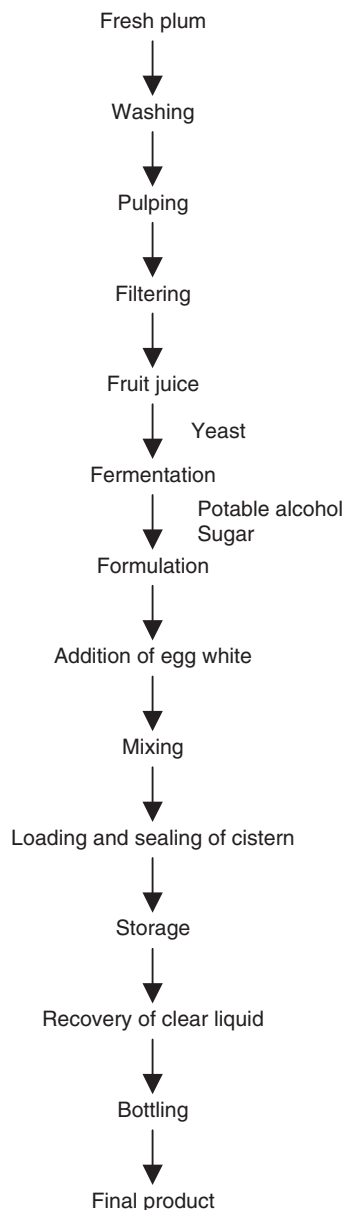 Fresh plum
Washing
Pulping
Filtering
Fruit juice
Yeast
Fermentation
Potable alcohol
Sugar
Formulation
Addition of egg white
Mixing
Loading and sealing of cistern
Storage
Recovery of clear liquid
Bottling
Final product